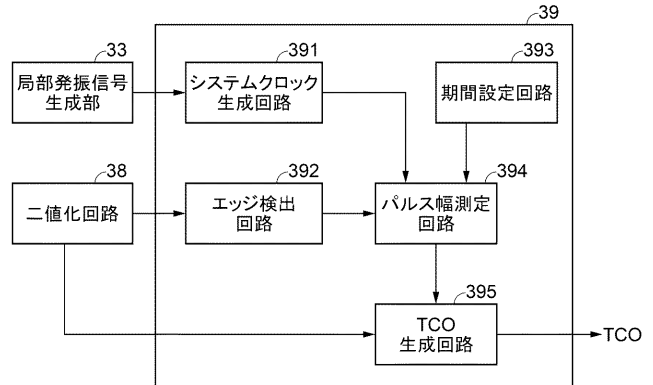 39
33
局部発振信号
生成部
391
システムクロック
生成回路
393
期間設定回路
38
二値化回路
392
エッジ検出
回路
394
パルス幅測定
回路
395
TCO
生成回路
TCO